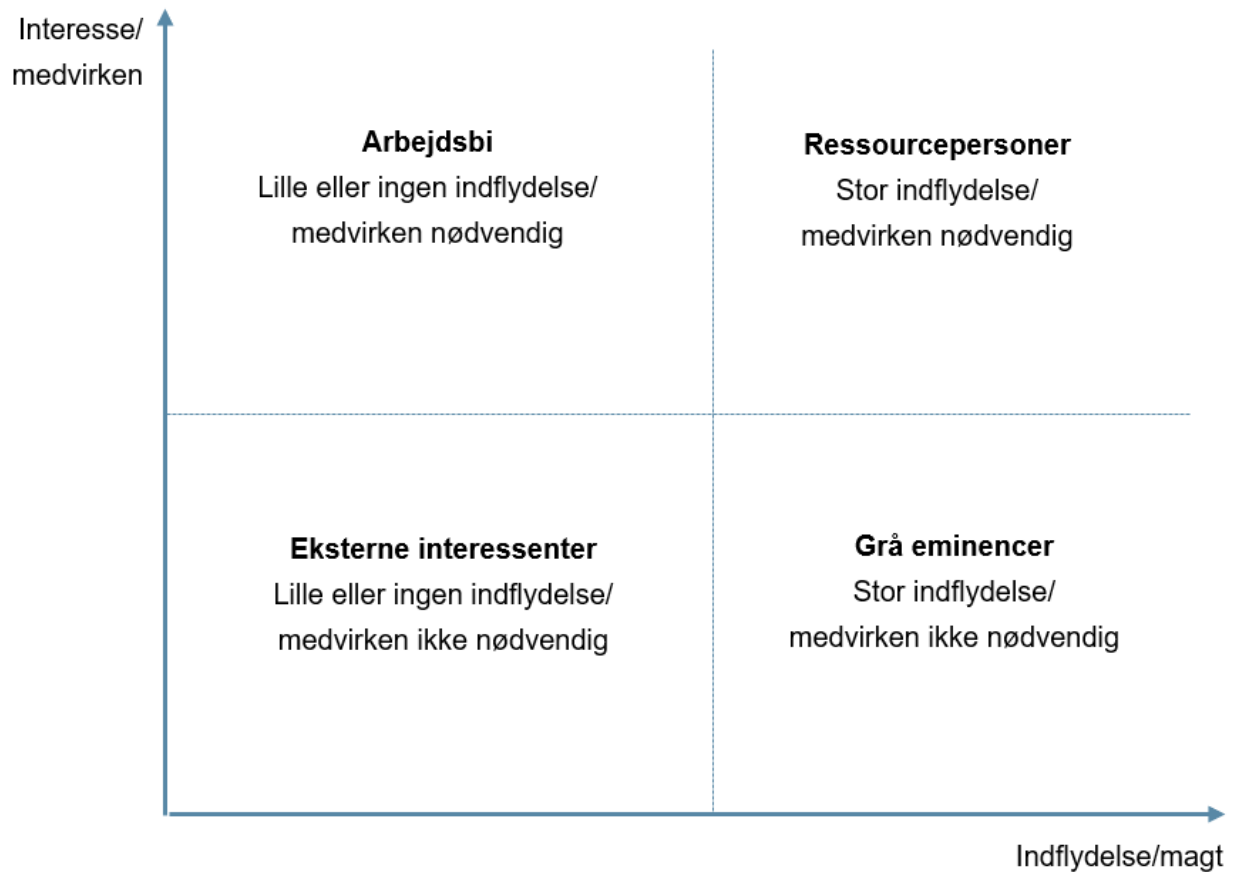 Interesse/
medvirken
Arbejdsbi
Lille eller ingen indflydelse/
medvirken nødvendig
Ressourcepersoner
Stor indflydelse/
medvirken nødvendig
Eksterne interessenter
Lille eller ingen indflydelse/
medvirken ikke nødvendig
Grå eminencer
Stor indflydelse/
medvirken ikke nødvendig
Indflydelse/magt